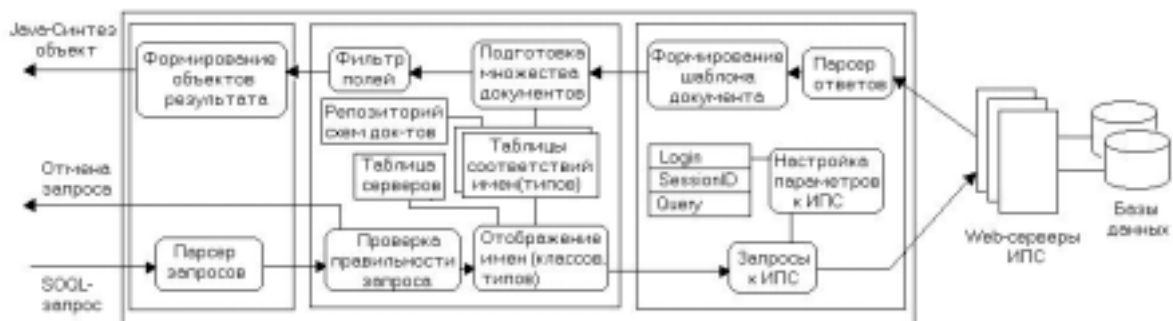 Java-Синтез
объект
Формирование
объектов
результата
Фильтр
полей
Подготовка
множества
документов
Формирование
шаблона
документа
Парсер
ответов
Репозиторий
схем док-тов
Таблица
серверов
Таблицы
соответствий
имен(типов)
Login
SessionID
Query
Настройка
параметров
к ИПС
Отмена
запроса
Парсер
запросов
Проверка
правильности
запроса
Отображение
имен (классов,
типов)
Запросы
к ИПС
Web-серверы
ИПС
Базы
данных
SOQL-
запрос